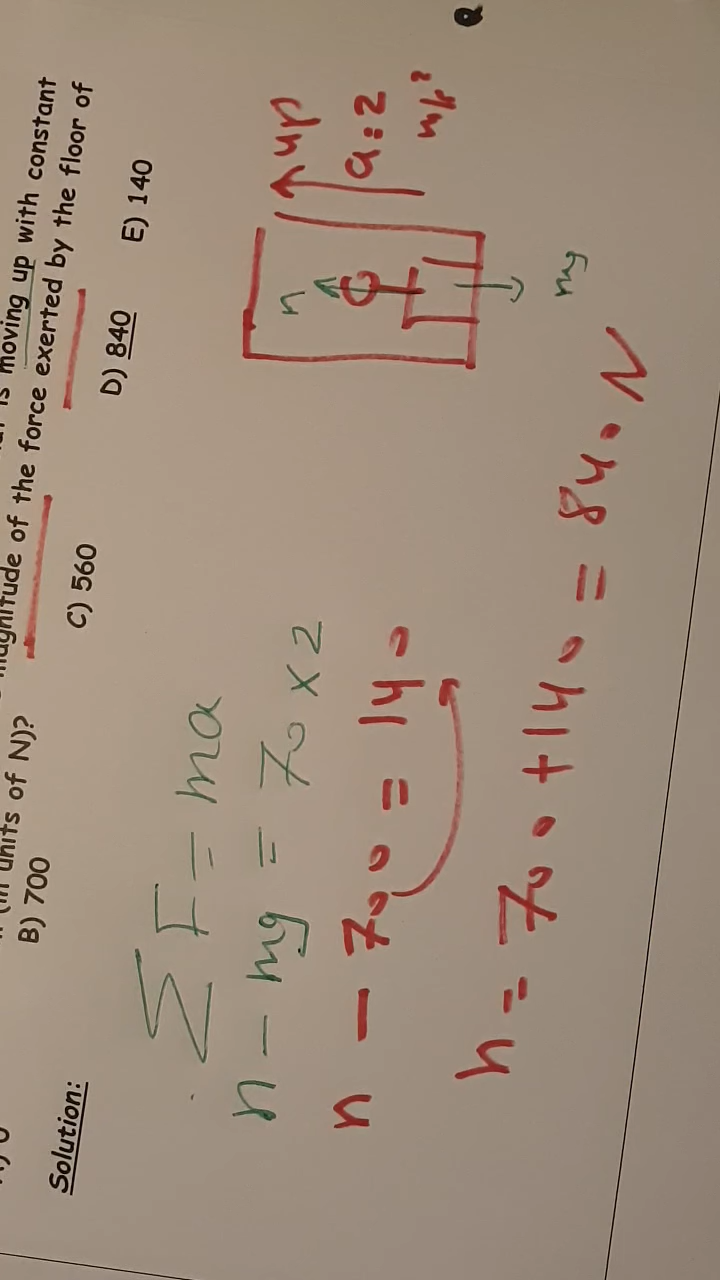 is moving up with constant
magnitude of the force exerted by the floor of
(in units of N)?
B) 700 C) 560 D) 840 E) 140
Solution:
∑ F = ma
n - mg = 70 x 2
n - 700 = 140
n = 700 + 140 = 840 N
n
mg
up
a = 2
m/s²